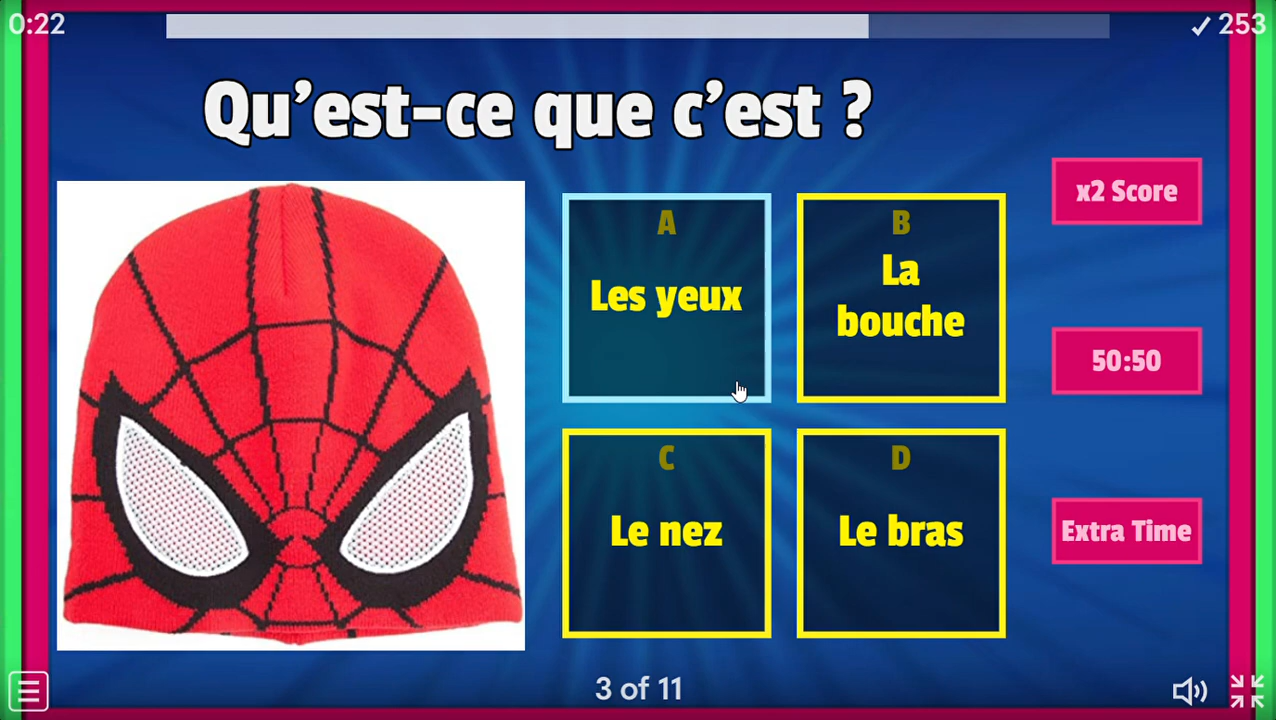 0:22
✓ 253
Qu'est-ce que c'est ?
x2 Score
A
Les yeux
B
La
bouche
50:50
C
Le nez
D
Le bras
Extra Time
3 of 11